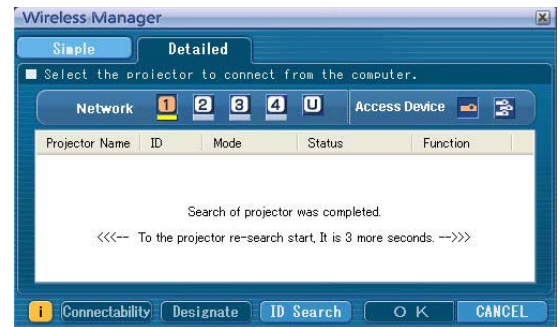 Wireless Manager
Simple Detailed
Select the projector to connect from the computer.
Network 1 2 3 4 U Access Device
Projector Name ID Mode Status Function
Search of projector was completed.
<<<-- To the projector re-search start, It is 3 more seconds. -->>>
i Connectability Designate ID Search O K CANCEL